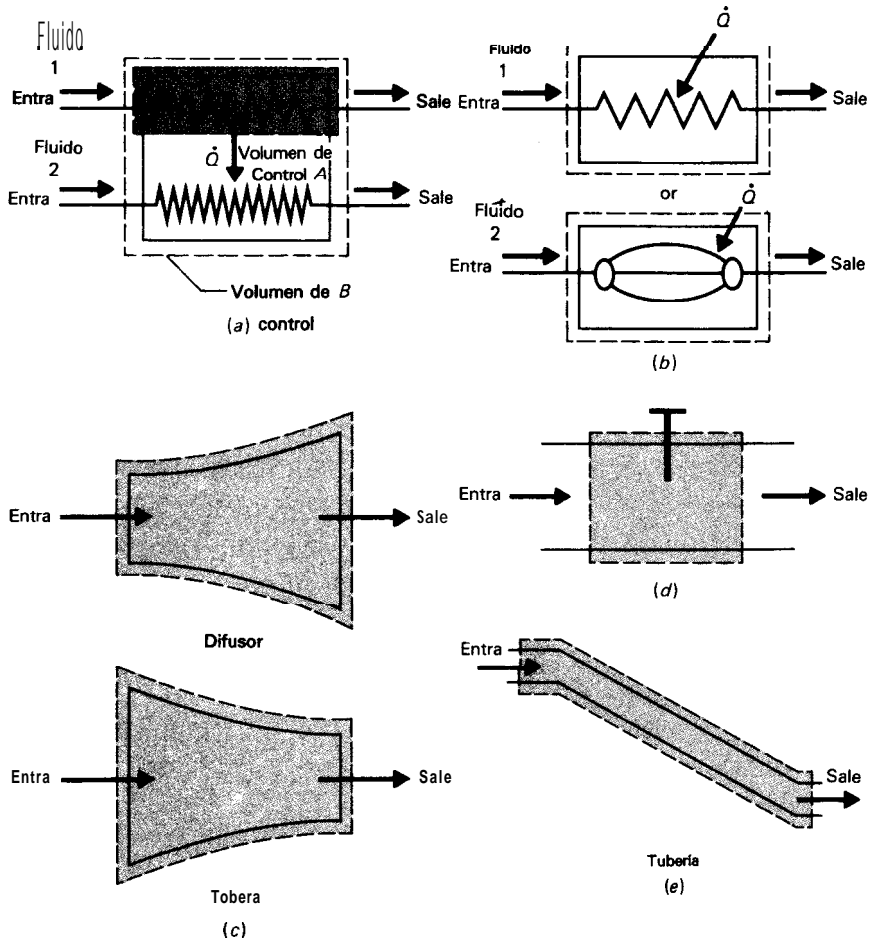 Fluido
1
Entra
Sale
Fluido
2
Entra
Q̇
Volumen de
Control A
Sale
Volumen de B
(a) control
Q̇
Fluido
1
Entra
Sale
or
Q̇
Fluido
2
Entra
Sale
(b)
Entra
Sale
Difusor
Entra
Sale
Tobera
(c)
Entra
Sale
(d)
Entra
Sale
Tubería
(e)